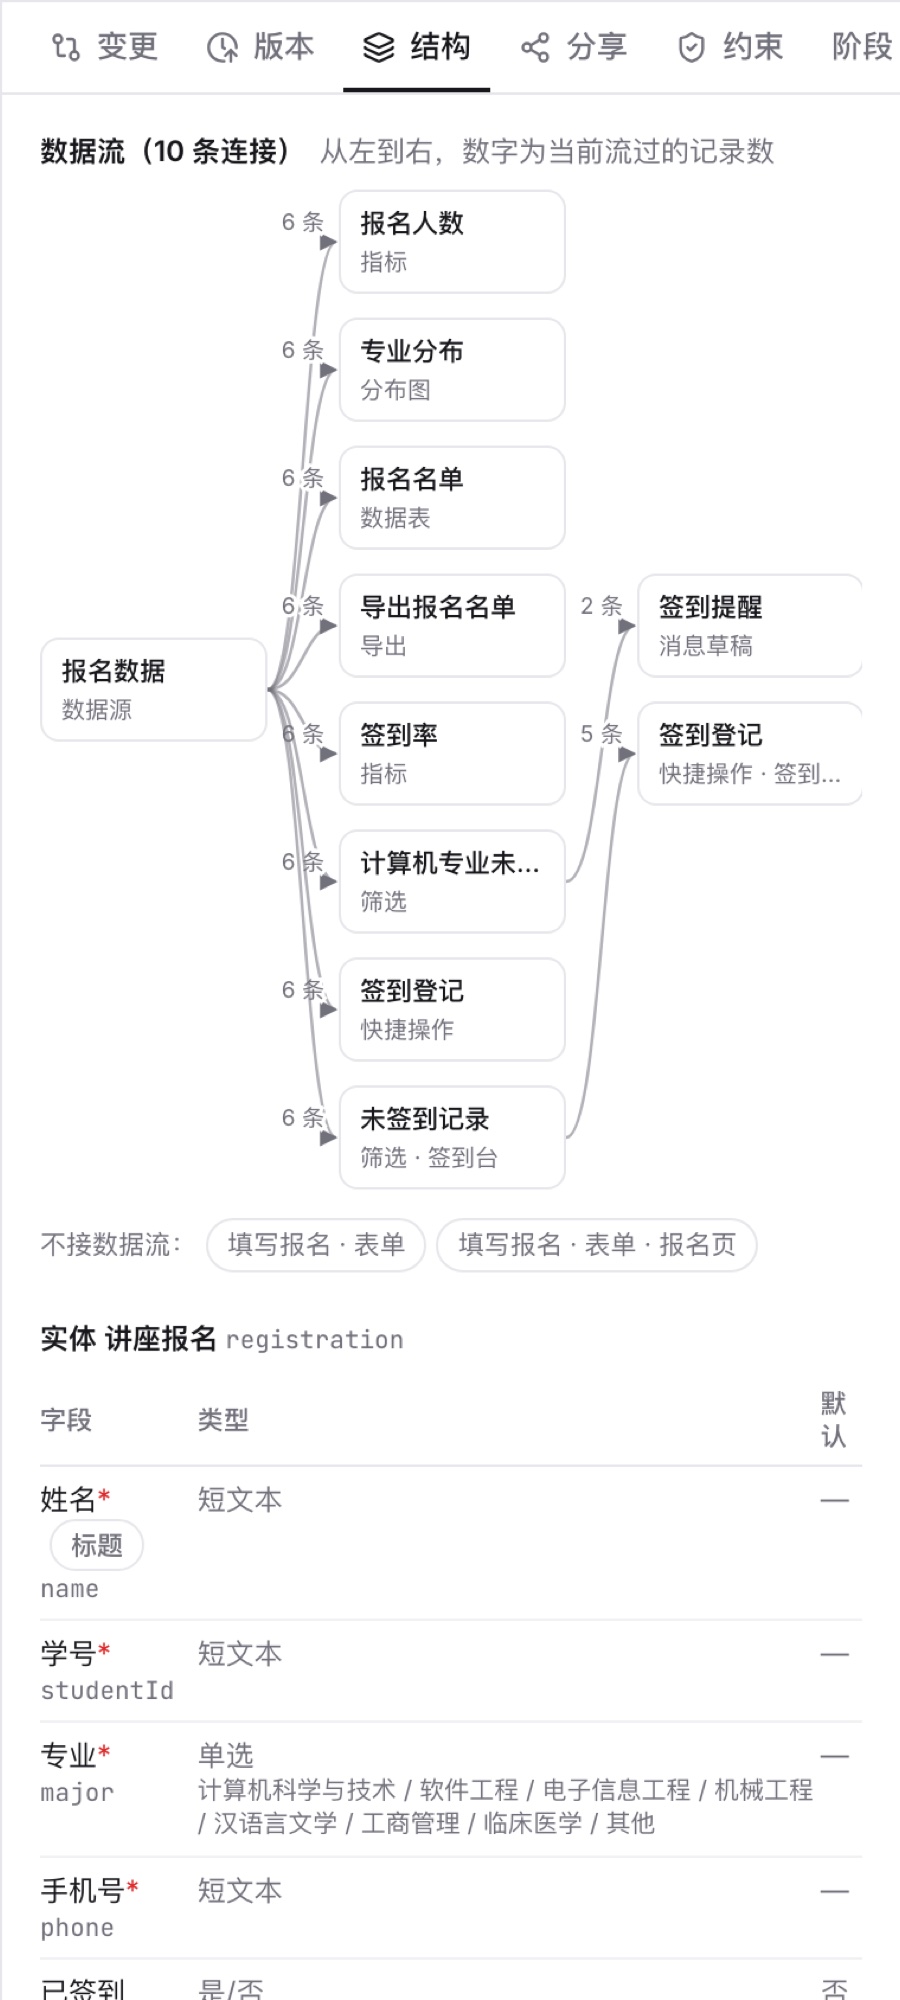 变更 版本 结构 分享 约束 阶段
数据流（10 条连接） 从左到右，数字为当前流过的记录数
6 条 报名人数
指标
6 条 专业分布
分布图
6 条 报名名单
数据表
6 条 导出报名名单
导出
2 条 签到提醒
消息草稿
报名数据
数据源
6 条 签到率
指标
5 条 签到登记
快捷操作 · 签到...
6 条 计算机专业未...
筛选
6 条 签到登记
快捷操作
6 条 未签到记录
筛选 · 签到台
不接数据流： 填写报名 · 表单 填写报名 · 表单 · 报名页
实体 讲座报名 registration
字段 类型 默认
姓名* 短文本 —
标题
name
学号* 短文本 —
studentId
专业* 单选 —
major 计算机科学与技术 / 软件工程 / 电子信息工程 / 机械工程
/ 汉语言文学 / 工商管理 / 临床医学 / 其他
手机号* 短文本 —
phone
已签到 是/否 否